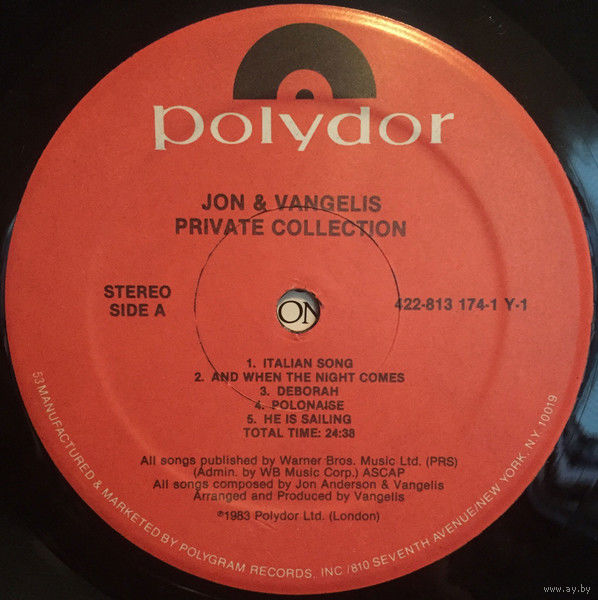 polydor
JON & VANGELIS
PRIVATE COLLECTION
STEREO
SIDE A
422-813 174-1 Y-1
ON
1. ITALIAN SONG
2. AND WHEN THE NIGHT COMES
3. DEBORAH
4. POLONAISE
5. HE IS SAILING
TOTAL TIME: 24:38
All songs published by Warner Bros. Music Ltd. (PRS)
(Admin. by WB Music Corp.) ASCAP
All songs composed by Jon Anderson & Vangelis
Arranged and Produced by Vangelis
℗1983 Polydor Ltd. (London)
53 MANUFACTURED & MARKETED BY POLYGRAM RECORDS, INC /810 SEVENTH AVENUE/NEW YORK, NY 10019
www.ay.by